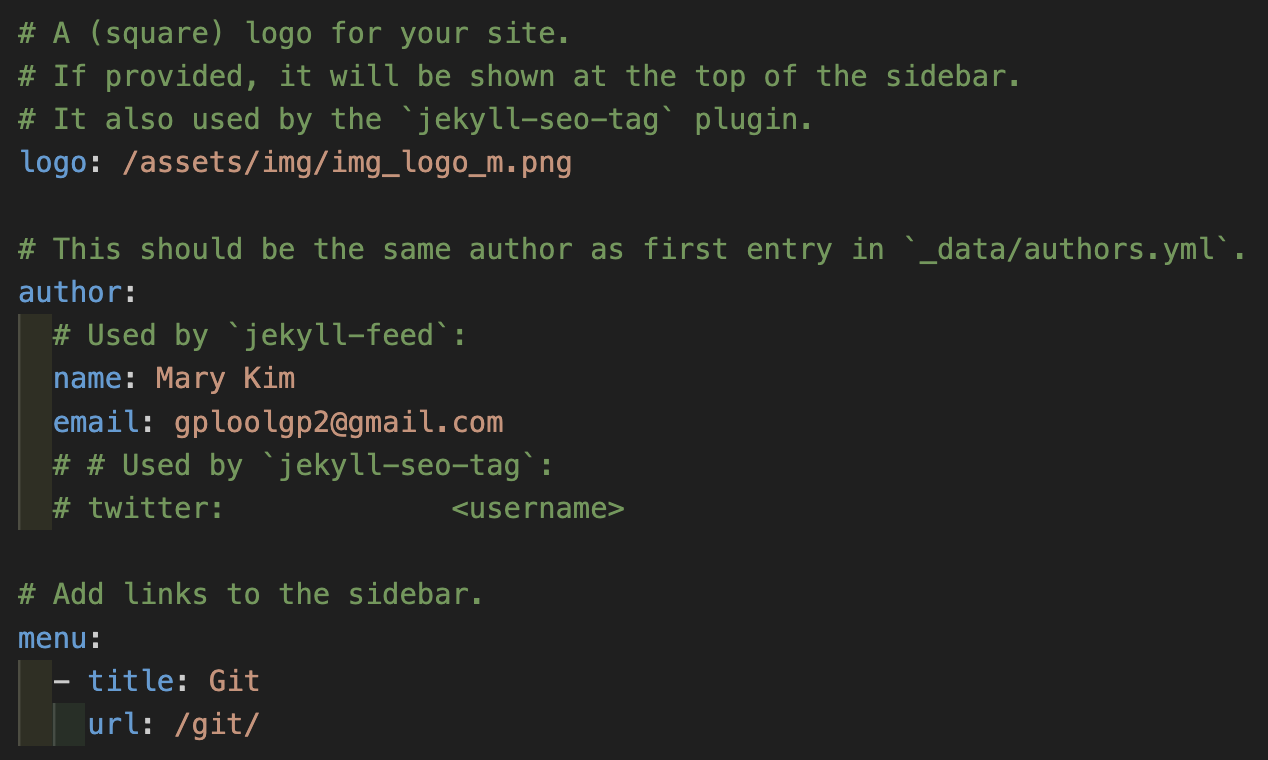 # A (square) logo for your site.
# If provided, it will be shown at the top of the sidebar.
# It also used by the `jekyll-seo-tag` plugin.
logo: /assets/img/img_logo_m.png
# This should be the same author as first entry in `_data/authors.yml`.
author:
# Used by `jekyll-feed`:
name: Mary Kim
email: gploolgp2@gmail.com
# # Used by `jekyll-seo-tag`:
# twitter: <username>
# Add links to the sidebar.
menu:
- title: Git
url: /git/